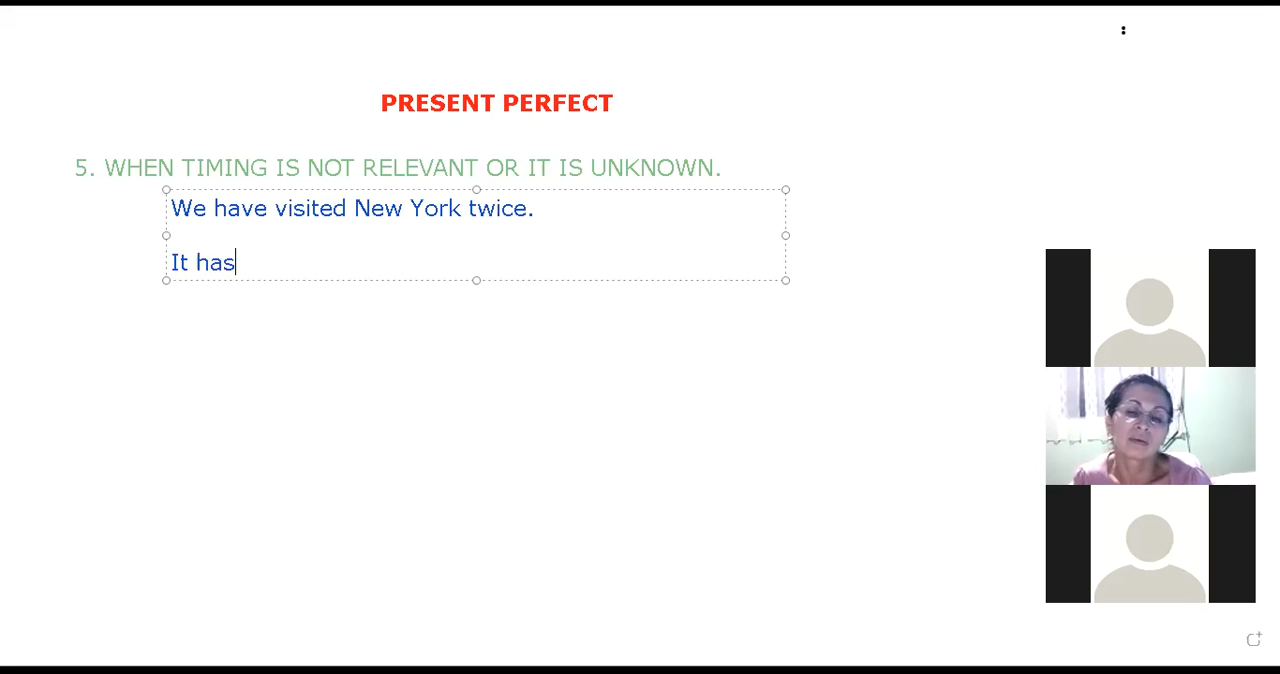 PRESENT PERFECT
5. WHEN TIMING IS NOT RELEVANT OR IT IS UNKNOWN.
We have visited New York twice.
It has